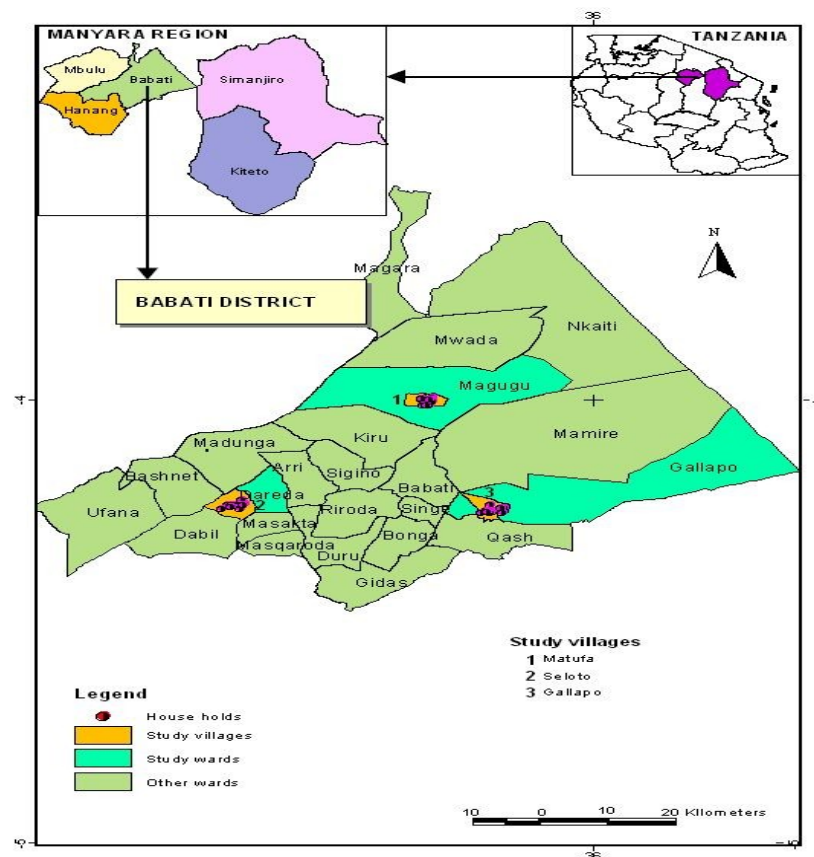 36
MANYARA REGION
TANZANIA
Mbulu
Babati
Simanjiro
Hanang
Kiteto
N
Magara
BABATI DISTRICT
Nkaiti
Mwada
Magugu
-4
1
Kiru
Mamire
Madunga
Gallapo
Arri
Sigino
Bashnet
Babati
3
Dareda
2
Ufana
Riroda
Singe
Masakta
Dabil
Bonga
Qash
Masqaroda
Duru
Gidas
Study villages
1 Matufa
2 Seloto
3 Gallapo
Legend
House holds
Study villages
Study wards
Other wards
10 0 10 20 Kilometers
-5
-5
36